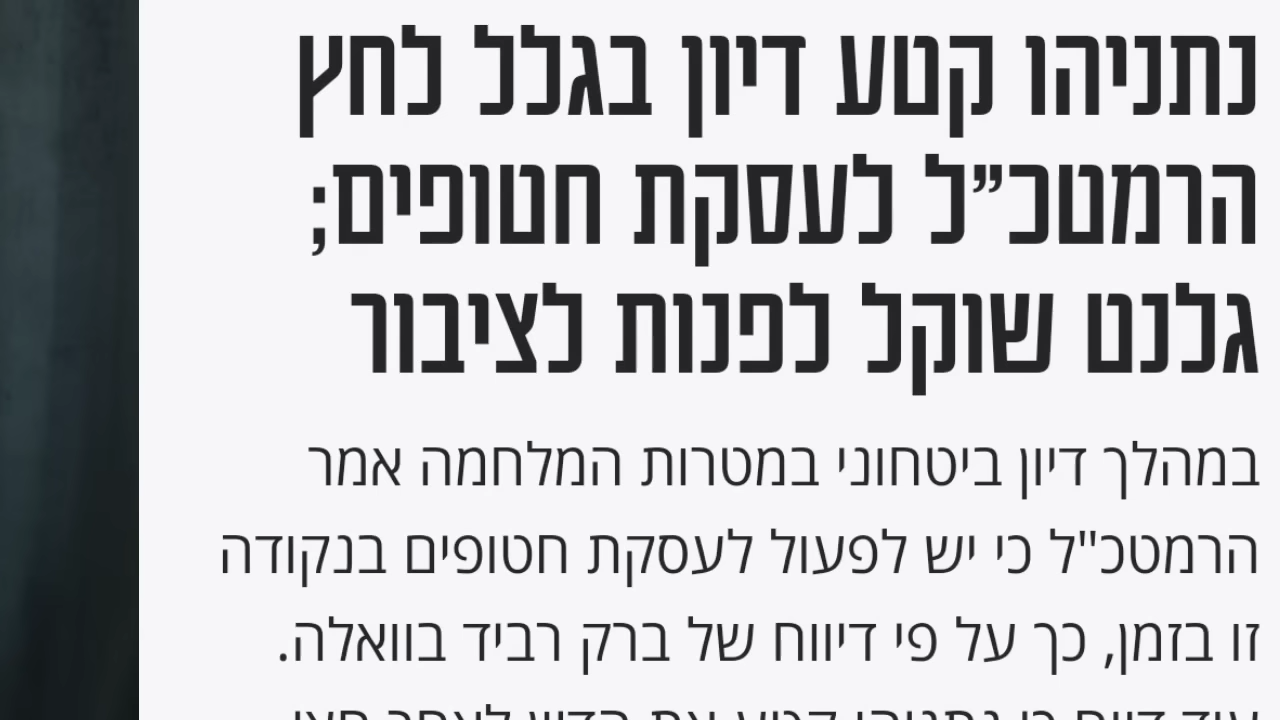 נתניהו קטע דיון בגלל לחץ
הרמטכ”ל לעסקת חטופים;
גלנט שוקל לפנות לציבור
במהלך דיון ביטחוני במטרות המלחמה אמר
הרמטכ"ל כי יש לפעול לעסקת חטופים בנקודה
זו בזמן, כך על פי דיווח של ברק רביד בוואלה.